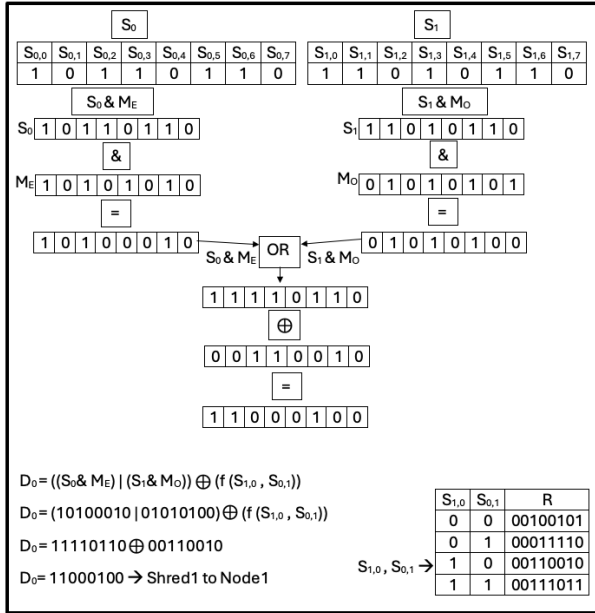 S₀ S₁
S₀,₀ S₀,₁ S₀,₂ S₀,₃ S₀,₄ S₀,₅ S₀,₆ S₀,₇ S₁,₀ S₁,₁ S₁,₂ S₁,₃ S₁,₄ S₁,₅ S₁,₆ S₁,₇
1 0 1 1 0 1 1 0 1 1 0 1 0 1 1 0
S₀ & M_E S₁ & M_O
S₀ 1 0 1 1 0 1 1 0 S₁ 1 1 0 1 0 1 1 0
& &
M_E 1 0 1 0 1 0 1 0 M_O 0 1 0 1 0 1 0 1
= =
1 0 1 0 0 0 1 0 OR 0 1 0 1 0 1 0 0
S₀ & M_E S₁ & M_O
1 1 1 1 0 1 1 0
⊕
0 0 1 1 0 0 1 0
=
1 1 0 0 0 1 0 0
D₀ = ((S₀ & M_E) | (S₁ & M_O)) ⊕ (f (S₁,₀ , S₀,₁))
D₀ = (10100010 | 01010100) ⊕ (f (S₁,₀ , S₀,₁))
D₀ = 11110110 ⊕ 00110010
D₀ = 11000100 → Shred1 to Node1
S₁,₀ S₀,₁ R
0 0 00100101
0 1 00011110
S₁,₀ , S₀,₁ → 1 0 00110010
1 1 00111011